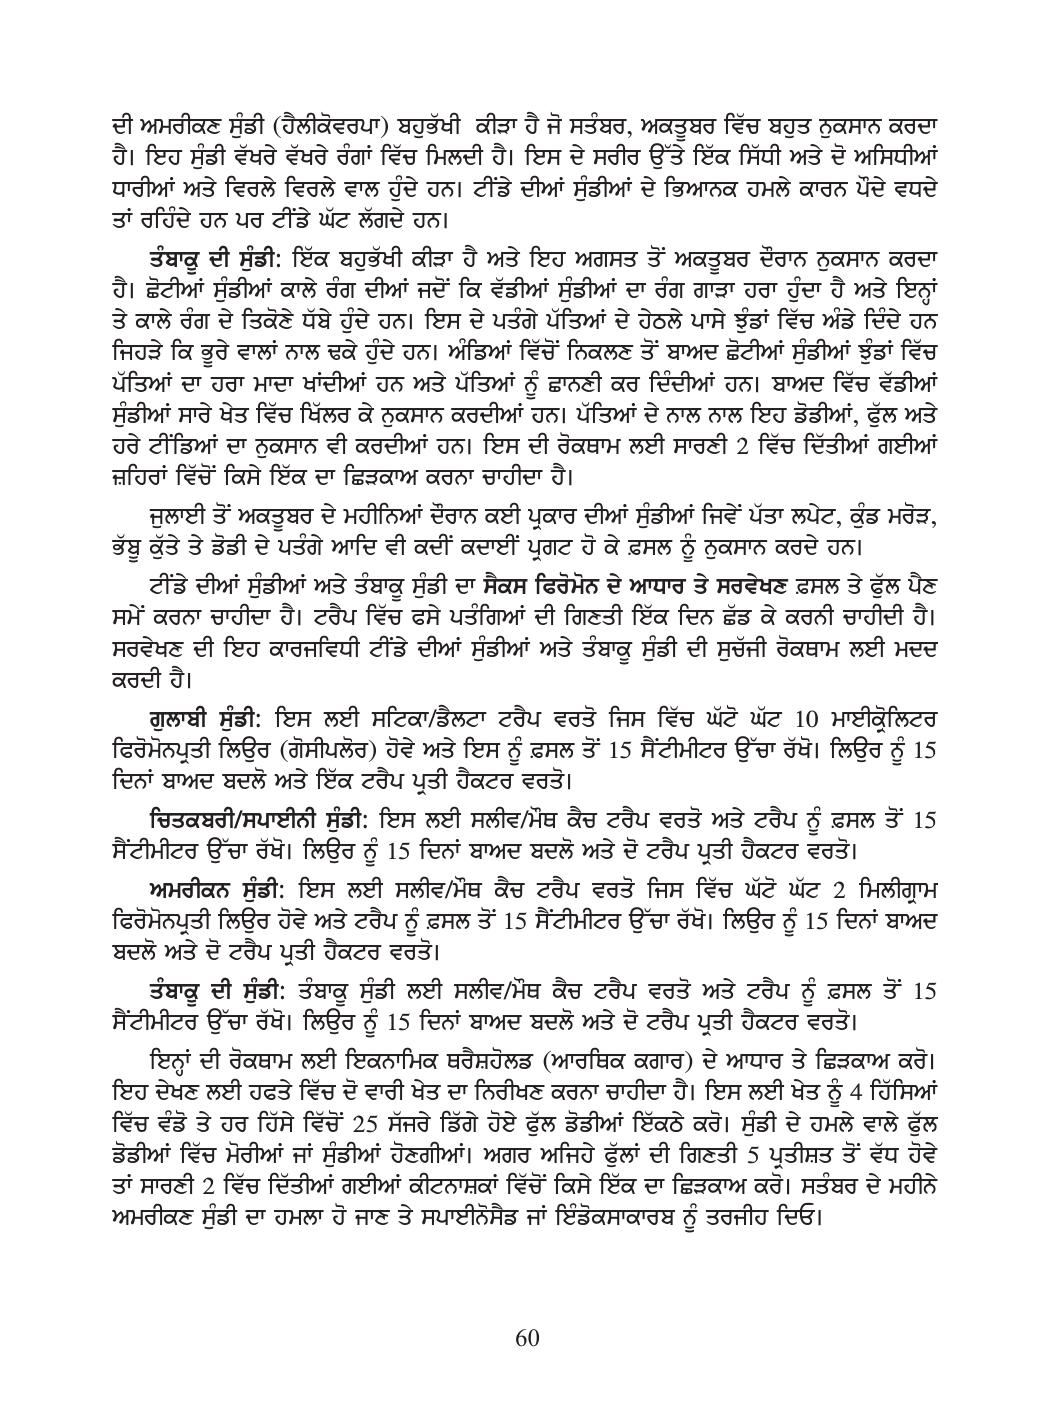 ਦੀ ਅਮਰੀਕਣ ਸੁੰਡੀ (ਹੈਲੀਕੋਵਰਪਾ) ਬਹੁਭੱਖੀ ਕੀੜਾ ਹੈ ਜੋ ਸਤੰਬਰ, ਅਕਤੂਬਰ ਵਿੱਚ ਬਹੁਤ ਨੁਕਸਾਨ ਕਰਦਾ
ਹੈ। ਇਹ ਸੁੰਡੀ ਵੱਖਰੇ ਵੱਖਰੇ ਰੰਗਾਂ ਵਿੱਚ ਮਿਲਦੀ ਹੈ। ਇਸ ਦੇ ਸਰੀਰ ਉੱਤੇ ਇੱਕ ਸਿੱਧੀ ਅਤੇ ਦੋ ਅਸਿਧੀਆਂ
ਧਾਰੀਆਂ ਅਤੇ ਵਿਰਲੇ ਵਿਰਲੇ ਵਾਲ ਹੁੰਦੇ ਹਨ। ਟੀਂਡੇ ਦੀਆਂ ਸੁੰਡੀਆਂ ਦੇ ਭਿਆਨਕ ਹਮਲੇ ਕਾਰਨ ਪੌਦੇ ਵਧਦੇ
ਤਾਂ ਰਹਿੰਦੇ ਹਨ ਪਰ ਟੀਂਡੇ ਘੱਟ ਲੱਗਦੇ ਹਨ।
ਤੰਬਾਕੂ ਦੀ ਸੁੰਡੀ: ਇੱਕ ਬਹੁਭੱਖੀ ਕੀੜਾ ਹੈ ਅਤੇ ਇਹ ਅਗਸਤ ਤੋਂ ਅਕਤੂਬਰ ਦੌਰਾਨ ਨੁਕਸਾਨ ਕਰਦਾ
ਹੈ। ਛੋਟੀਆਂ ਸੁੰਡੀਆਂ ਕਾਲੇ ਰੰਗ ਦੀਆਂ ਜਦੋਂ ਕਿ ਵੱਡੀਆਂ ਸੁੰਡੀਆਂ ਦਾ ਰੰਗ ਗਾੜਾ ਹਰਾ ਹੁੰਦਾ ਹੈ ਅਤੇ ਇਨ੍ਹਾਂ
ਤੇ ਕਾਲੇ ਰੰਗ ਦੇ ਤਿਕੋਣੇ ਧੱਬੇ ਹੁੰਦੇ ਹਨ। ਇਸ ਦੇ ਪਤੰਗੇ ਪੱਤਿਆਂ ਦੇ ਹੇਠਲੇ ਪਾਸੇ ਝੁੰਡਾਂ ਵਿੱਚ ਅੰਡੇ ਦਿੰਦੇ ਹਨ
ਜਿਹੜੇ ਕਿ ਭੂਰੇ ਵਾਲਾਂ ਨਾਲ ਢਕੇ ਹੁੰਦੇ ਹਨ। ਅੰਡਿਆਂ ਵਿੱਚੋਂ ਨਿਕਲਣ ਤੋਂ ਬਾਅਦ ਛੋਟੀਆਂ ਸੁੰਡੀਆਂ ਝੁੰਡਾਂ ਵਿੱਚ
ਪੱਤਿਆਂ ਦਾ ਹਰਾ ਮਾਦਾ ਖਾਂਦੀਆਂ ਹਨ ਅਤੇ ਪੱਤਿਆਂ ਨੂੰ ਛਾਨਣੀ ਕਰ ਦਿੰਦੀਆਂ ਹਨ। ਬਾਅਦ ਵਿੱਚ ਵੱਡੀਆਂ
ਸੁੰਡੀਆਂ ਸਾਰੇ ਖੇਤ ਵਿੱਚ ਖਿੱਲਰ ਕੇ ਨੁਕਸਾਨ ਕਰਦੀਆਂ ਹਨ। ਪੱਤਿਆਂ ਦੇ ਨਾਲ ਨਾਲ ਇਹ ਡੋਡੀਆਂ, ਫੁੱਲ ਅਤੇ
ਹਰੇ ਟੀਂਡਿਆਂ ਦਾ ਨੁਕਸਾਨ ਵੀ ਕਰਦੀਆਂ ਹਨ। ਇਸ ਦੀ ਰੋਕਥਾਮ ਲਈ ਸਾਰਣੀ 2 ਵਿੱਚ ਦਿੱਤੀਆਂ ਗਈਆਂ
ਜ਼ਹਿਰਾਂ ਵਿੱਚੋਂ ਕਿਸੇ ਇੱਕ ਦਾ ਛਿੜਕਾਅ ਕਰਨਾ ਚਾਹੀਦਾ ਹੈ।
ਜੁਲਾਈ ਤੋਂ ਅਕਤੂਬਰ ਦੇ ਮਹੀਨਿਆਂ ਦੌਰਾਨ ਕਈ ਪ੍ਰਕਾਰ ਦੀਆਂ ਸੁੰਡੀਆਂ ਜਿਵੇਂ ਪੱਤਾ ਲਪੇਟ, ਕੁੰਡ ਮਰੋੜ,
ਭੱਬੂ ਕੁੱਤੇ ਤੇ ਡੋਡੀ ਦੇ ਪਤੰਗੇ ਆਦਿ ਵੀ ਕਦੀਂ ਕਦਾਈਂ ਪ੍ਰਗਟ ਹੋ ਕੇ ਫ਼ਸਲ ਨੂੰ ਨੁਕਸਾਨ ਕਰਦੇ ਹਨ।
ਟੀਂਡੇ ਦੀਆਂ ਸੁੰਡੀਆਂ ਅਤੇ ਤੰਬਾਕੂ ਸੁੰਡੀ ਦਾ ਸੈਕਸ ਫਿਰੋਮੋਨ ਦੇ ਆਧਾਰ ਤੇ ਸਰਵੇਖਣ ਫ਼ਸਲ ਤੇ ਫੁੱਲ ਪੈਣ
ਸਮੇਂ ਕਰਨਾ ਚਾਹੀਦਾ ਹੈ। ਟਰੈਪ ਵਿੱਚ ਫਸੇ ਪਤੰਗਿਆਂ ਦੀ ਗਿਣਤੀ ਇੱਕ ਦਿਨ ਛੱਡ ਕੇ ਕਰਨੀ ਚਾਹੀਦੀ ਹੈ।
ਸਰਵੇਖਣ ਦੀ ਇਹ ਕਾਰਜਵਿਧੀ ਟੀਂਡੇ ਦੀਆਂ ਸੁੰਡੀਆਂ ਅਤੇ ਤੰਬਾਕੂ ਸੁੰਡੀ ਦੀ ਸੁਚੱਜੀ ਰੋਕਥਾਮ ਲਈ ਮਦਦ
ਕਰਦੀ ਹੈ।
ਗੁਲਾਬੀ ਸੁੰਡੀ: ਇਸ ਲਈ ਸਟਿਕਾ/ਡੈਲਟਾ ਟਰੈਪ ਵਰਤੋ ਜਿਸ ਵਿੱਚ ਘੱਟੋ ਘੱਟ 10 ਮਾਈਕ੍ਰੋਲਿਟਰ
ਫਿਰੋਮੋਨਪ੍ਰਤੀ ਲਿਉਰ (ਗੋਸੀਪਲੋਰ) ਹੋਵੇ ਅਤੇ ਇਸ ਨੂੰ ਫ਼ਸਲ ਤੋਂ 15 ਸੈਂਟੀਮੀਟਰ ਉੱਚਾ ਰੱਖੋ। ਲਿਉਰ ਨੂੰ 15
ਦਿਨਾਂ ਬਾਅਦ ਬਦਲੋ ਅਤੇ ਇੱਕ ਟਰੈਪ ਪ੍ਰਤੀ ਹੈਕਟਰ ਵਰਤੋ।
ਚਿਤਕਬਰੀ/ਸਪਾਈਨੀ ਸੁੰਡੀ: ਇਸ ਲਈ ਸਲੀਵ/ਮੌਥ ਕੈਚ ਟਰੈਪ ਵਰਤੋ ਅਤੇ ਟਰੈਪ ਨੂੰ ਫ਼ਸਲ ਤੋਂ 15
ਸੈਂਟੀਮੀਟਰ ਉੱਚਾ ਰੱਖੋ। ਲਿਉਰ ਨੂੰ 15 ਦਿਨਾਂ ਬਾਅਦ ਬਦਲੋ ਅਤੇ ਦੋ ਟਰੈਪ ਪ੍ਰਤੀ ਹੈਕਟਰ ਵਰਤੋ।
ਅਮਰੀਕਨ ਸੁੰਡੀ: ਇਸ ਲਈ ਸਲੀਵ/ਮੌਥ ਕੈਚ ਟਰੈਪ ਵਰਤੋ ਜਿਸ ਵਿੱਚ ਘੱਟੋ ਘੱਟ 2 ਮਿਲੀਗ੍ਰਾਮ
ਫਿਰੋਮੋਨਪ੍ਰਤੀ ਲਿਉਰ ਹੋਵੇ ਅਤੇ ਟਰੈਪ ਨੂੰ ਫ਼ਸਲ ਤੋਂ 15 ਸੈਂਟੀਮੀਟਰ ਉੱਚਾ ਰੱਖੋ। ਲਿਉਰ ਨੂੰ 15 ਦਿਨਾਂ ਬਾਅਦ
ਬਦਲੋ ਅਤੇ ਦੋ ਟਰੈਪ ਪ੍ਰਤੀ ਹੈਕਟਰ ਵਰਤੋ।
ਤੰਬਾਕੂ ਦੀ ਸੁੰਡੀ: ਤੰਬਾਕੂ ਸੁੰਡੀ ਲਈ ਸਲੀਵ/ਮੌਥ ਕੈਚ ਟਰੈਪ ਵਰਤੋ ਅਤੇ ਟਰੈਪ ਨੂੰ ਫ਼ਸਲ ਤੋਂ 15
ਸੈਂਟੀਮੀਟਰ ਉੱਚਾ ਰੱਖੋ। ਲਿਉਰ ਨੂੰ 15 ਦਿਨਾਂ ਬਾਅਦ ਬਦਲੋ ਅਤੇ ਦੋ ਟਰੈਪ ਪ੍ਰਤੀ ਹੈਕਟਰ ਵਰਤੋ।
ਇਨ੍ਹਾਂ ਦੀ ਰੋਕਥਾਮ ਲਈ ਇਕਨਾਮਿਕ ਥਰੈਸ਼ਹੋਲਡ (ਆਰਥਿਕ ਕਗਾਰ) ਦੇ ਆਧਾਰ ਤੇ ਛਿੜਕਾਅ ਕਰੋ।
ਇਹ ਦੇਖਣ ਲਈ ਹਫਤੇ ਵਿੱਚ ਦੋ ਵਾਰੀ ਖੇਤ ਦਾ ਨਿਰੀਖਣ ਕਰਨਾ ਚਾਹੀਦਾ ਹੈ। ਇਸ ਲਈ ਖੇਤ ਨੂੰ 4 ਹਿੱਸਿਆਂ
ਵਿੱਚ ਵੰਡੋ ਤੇ ਹਰ ਹਿੱਸੇ ਵਿੱਚੋਂ 25 ਸੱਜਰੇ ਡਿੱਗੇ ਹੋਏ ਫੁੱਲ ਡੋਡੀਆਂ ਇੱਕਠੇ ਕਰੋ। ਸੁੰਡੀ ਦੇ ਹਮਲੇ ਵਾਲੇ ਫੁੱਲ
ਡੋਡੀਆਂ ਵਿੱਚ ਮੋਰੀਆਂ ਜਾਂ ਸੁੰਡੀਆਂ ਹੋਣਗੀਆਂ। ਅਗਰ ਅਜਿਹੇ ਫੁੱਲਾਂ ਦੀ ਗਿਣਤੀ 5 ਪ੍ਰਤੀਸ਼ਤ ਤੋਂ ਵੱਧ ਹੋਵੇ
ਤਾਂ ਸਾਰਣੀ 2 ਵਿੱਚ ਦਿੱਤੀਆਂ ਗਈਆਂ ਕੀਟਨਾਸ਼ਕਾਂ ਵਿੱਚੋਂ ਕਿਸੇ ਇੱਕ ਦਾ ਛਿੜਕਾਅ ਕਰੋ। ਸਤੰਬਰ ਦੇ ਮਹੀਨੇ
ਅਮਰੀਕਣ ਸੁੰਡੀ ਦਾ ਹਮਲਾ ਹੋ ਜਾਣ ਤੇ ਸਪਾਈਨੋਸੈਡ ਜਾਂ ਇੰਡੋਕਸਾਕਾਰਬ ਨੂੰ ਤਰਜੀਹ ਦਿਓ।
60